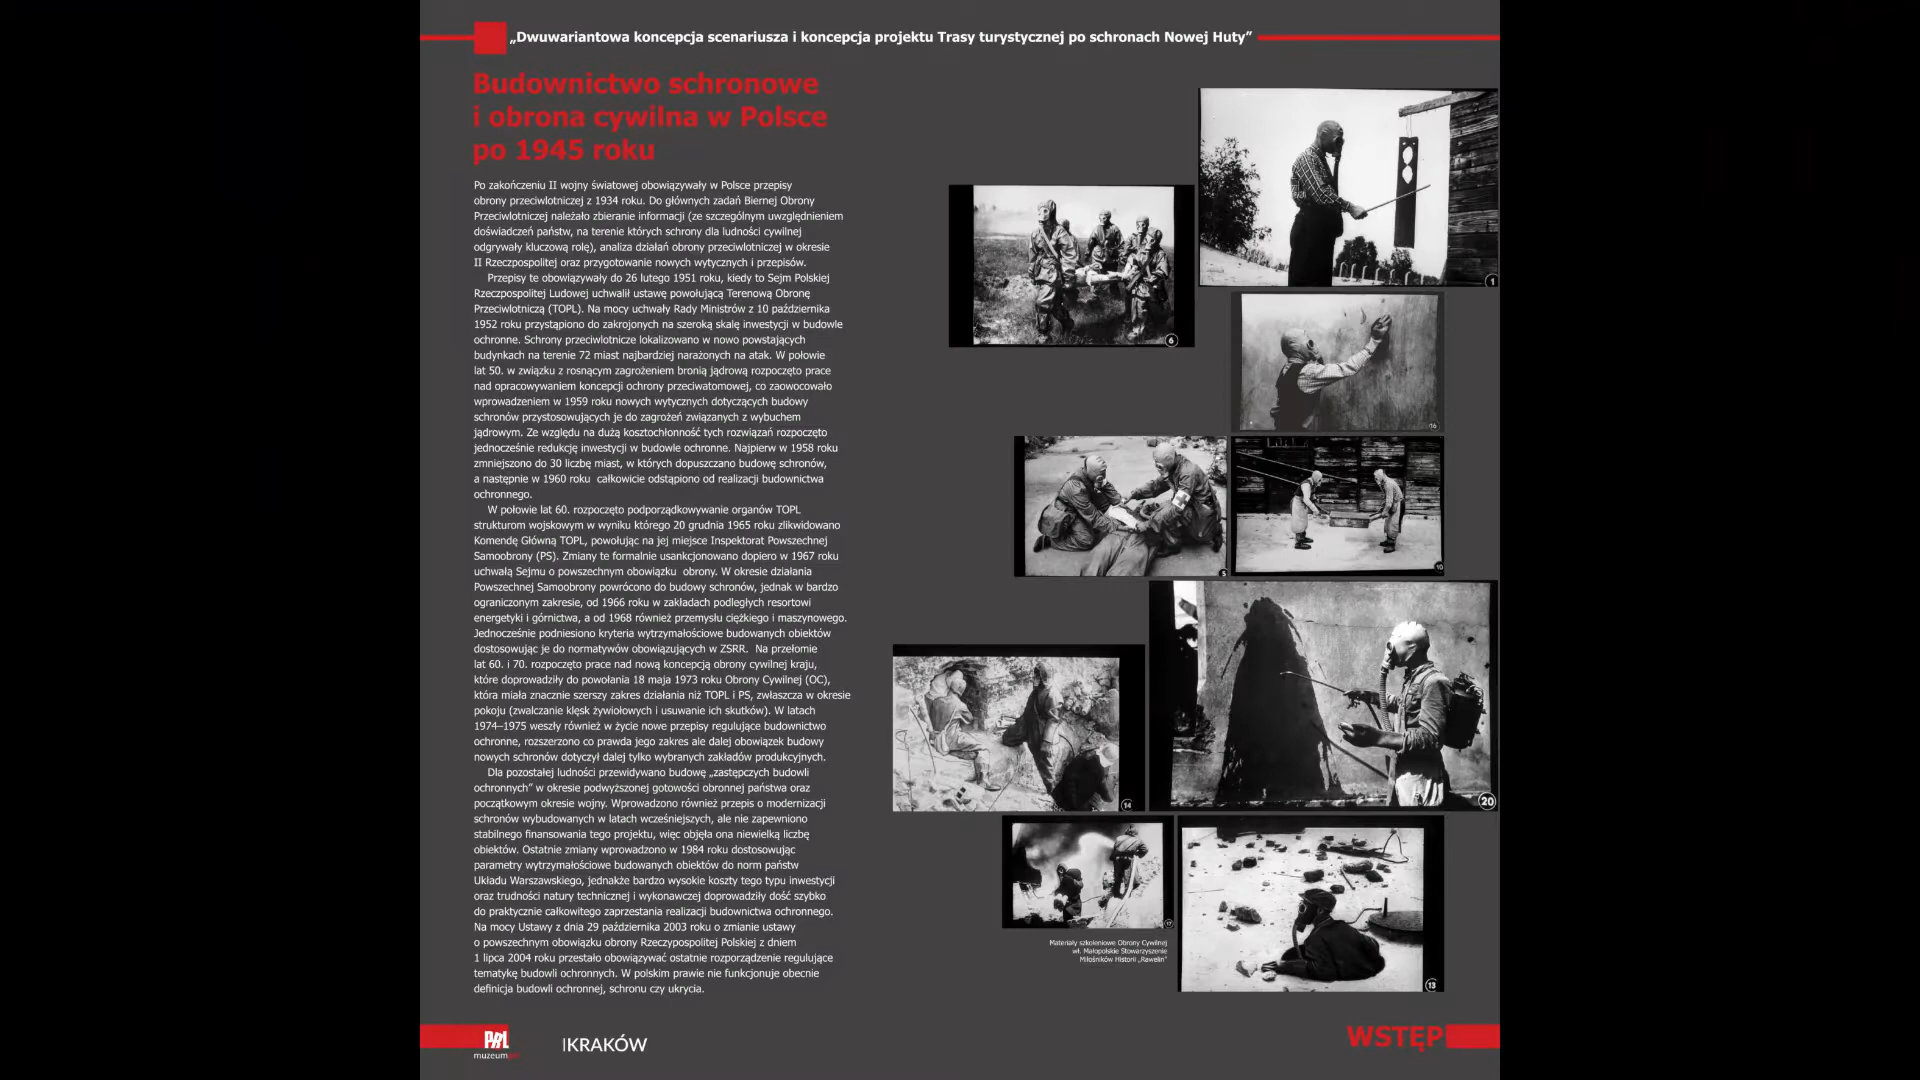 „Dwuwariantowa koncepcja scenariusza i koncepcja projektu Trasy turystycznej po schronach Nowej Huty”
Budownictwo schronowe
i obrona cywilna w Polsce
po 1945 roku
Po zakończeniu II wojny światowej obowiązywały w Polsce przepisy
obrony przeciwlotniczej z 1934 roku. Do głównych zadań Biernej Obrony
Przeciwlotniczej należało zbieranie informacji (ze szczególnym uwzględnieniem
doświadczeń państw, na terenie których schrony dla ludności cywilnej
odgrywały kluczową rolę), analiza działań obrony przeciwlotniczej w okresie
II Rzeczpospolitej oraz przygotowanie nowych wytycznych i przepisów.
Przepisy te obowiązywały do 26 lutego 1951 roku, kiedy to Sejm Polskiej
Rzeczpospolitej Ludowej uchwalił ustawę powołującą Terenową Obronę
Przeciwlotniczą (TOPL). Na mocy uchwały Rady Ministrów z 10 października
1952 roku przystąpiono do zakrojonych na szeroką skalę inwestycji w budowle
ochronne. Schrony przeciwlotnicze lokalizowano w nowo powstających
budynkach na terenie 72 miast najbardziej narażonych na atak. W połowie
lat 50. w związku z rosnącym zagrożeniem bronią jądrową rozpoczęto prace
nad opracowywaniem koncepcji ochrony przeciwatomowej, co zaowocowało
wprowadzeniem w 1959 roku nowych wytycznych dotyczących budowy
schronów przystosowujących je do zagrożeń związanych z wybuchem
jądrowym. Ze względu na dużą kosztochłonność tych rozwiązań rozpoczęto
jednocześnie redukcję inwestycji w budowle ochronne. Najpierw w 1958 roku
zmniejszono do 30 liczbę miast, w których dopuszczano budowę schronów,
a następnie w 1960 roku całkowicie odstąpiono od realizacji budownictwa
ochronnego.
W połowie lat 60. rozpoczęto podporządkowywanie organów TOPL
strukturom wojskowym w wyniku którego 20 grudnia 1965 roku zlikwidowano
Komendę Główną TOPL, powołując na jej miejsce Inspektorat Powszechnej
Samoobrony (PS). Zmiany te formalnie usankcjonowano dopiero w 1967 roku
uchwałą Sejmu o powszechnym obowiązku obrony. W okresie działania
Powszechnej Samoobrony powrócono do budowy schronów, jednak w bardzo
ograniczonym zakresie, od 1966 roku w zakładach podległych resortowi
energetyki i górnictwa, a od 1968 również przemysłu ciężkiego i maszynowego.
Jednocześnie podniesiono kryteria wytrzymałościowe budowanych obiektów
dostosowując je do normatywów obowiązujących w ZSRR. Na przełomie
lat 60. i 70. rozpoczęto prace nad nową koncepcją obrony cywilnej kraju,
które doprowadziły do powołania 18 maja 1973 roku Obrony Cywilnej (OC),
która miała znacznie szerszy zakres działania niż TOPL i PS, zwłaszcza w okresie
pokoju (zwalczanie klęsk żywiołowych i usuwanie ich skutków). W latach
1974–1975 weszły również w życie nowe przepisy regulujące budownictwo
ochronne, rozszerzono co prawda jego zakres ale dalej obowiązek budowy
nowych schronów dotyczył dalej tylko wybranych zakładów produkcyjnych.
Dla pozostałej ludności przewidywano budowę „zastępczych budowli
ochronnych” w okresie podwyższonej gotowości obronnej państwa oraz
początkowym okresie wojny. Wprowadzono również przepis o modernizacji
schronów wybudowanych w latach wcześniejszych, ale nie zapewniono
stabilnego finansowania tego projektu, więc objęła ona niewielką liczbę
obiektów. Ostatnie zmiany wprowadzono w 1984 roku dostosowując
parametry wytrzymałościowe budowanych obiektów do norm państw
Układu Warszawskiego, jednakże bardzo wysokie koszty tego typu inwestycji
oraz trudności natury technicznej i wykonawczej doprowadziły dość szybko
do praktycznie całkowitego zaprzestania realizacji budownictwa ochronnego.
Na mocy Ustawy z dnia 29 października 2003 roku o zmianie ustawy
o powszechnym obowiązku obrony Rzeczypospolitej Polskiej z dniem
1 lipca 2004 roku przestało obowiązywać ostatnie rozporządzenie regulujące
tematykę budowli ochronnych. W polskim prawie nie funkcjonuje obecnie
definicja budowli ochronnej, schronu czy ukrycia.
1
6
16
5
10
14
20
17
13
Materiały szkoleniowe Obrony Cywilnej
wł. Małopolskie Stowarzyszenie
Miłośników Historii „Rawelin”
PRL
muzeumprl
KRAKÓW
WSTĘP